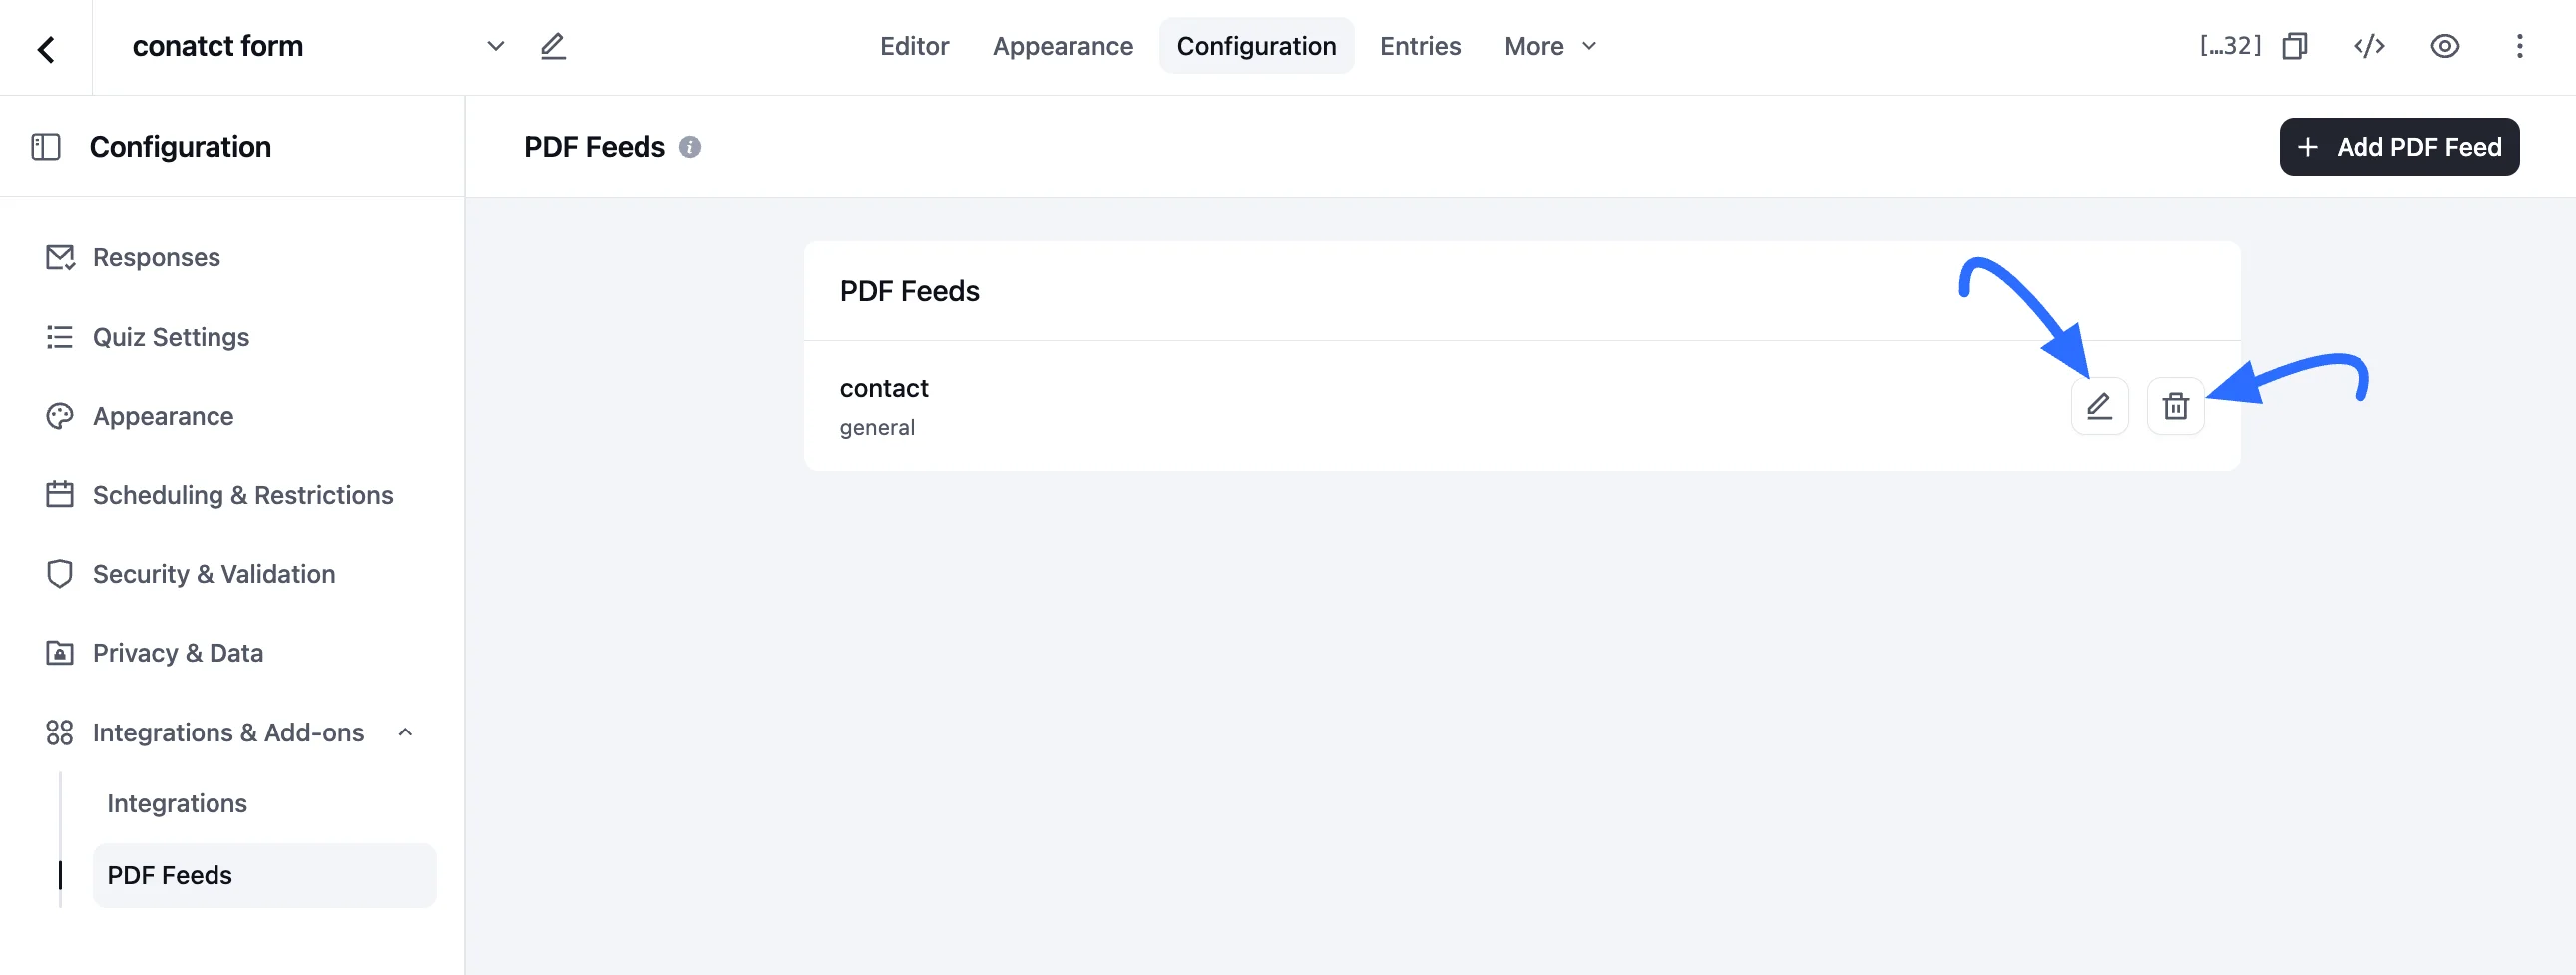 conatct form
Editor
Appearance
Configuration
Entries
More
[...32]
Configuration
PDF Feeds
+ Add PDF Feed
Responses
Quiz Settings
Appearance
Scheduling & Restrictions
Security & Validation
Privacy & Data
Integrations & Add-ons
Integrations
PDF Feeds
PDF Feeds
contact
general